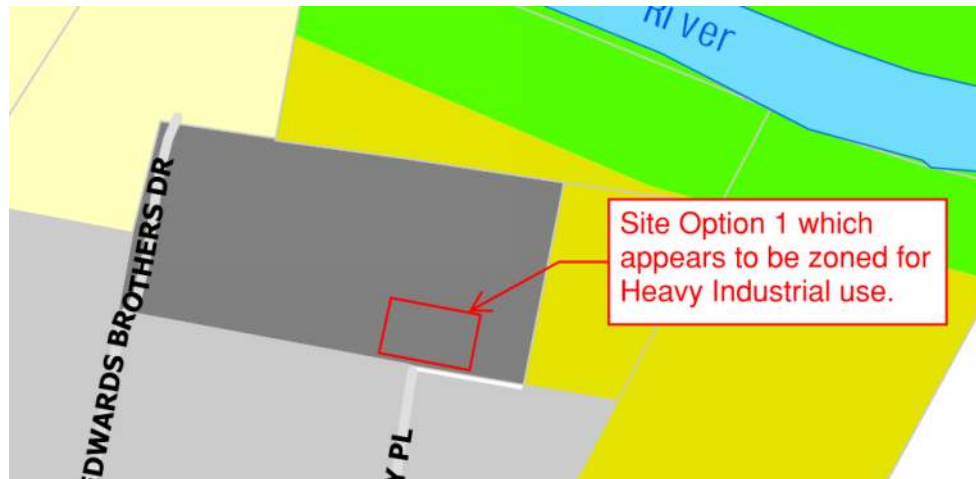 River
EDWARDS BROTHERS DR
Site Option 1 which
appears to be zoned for
Heavy Industrial use.
Y PL